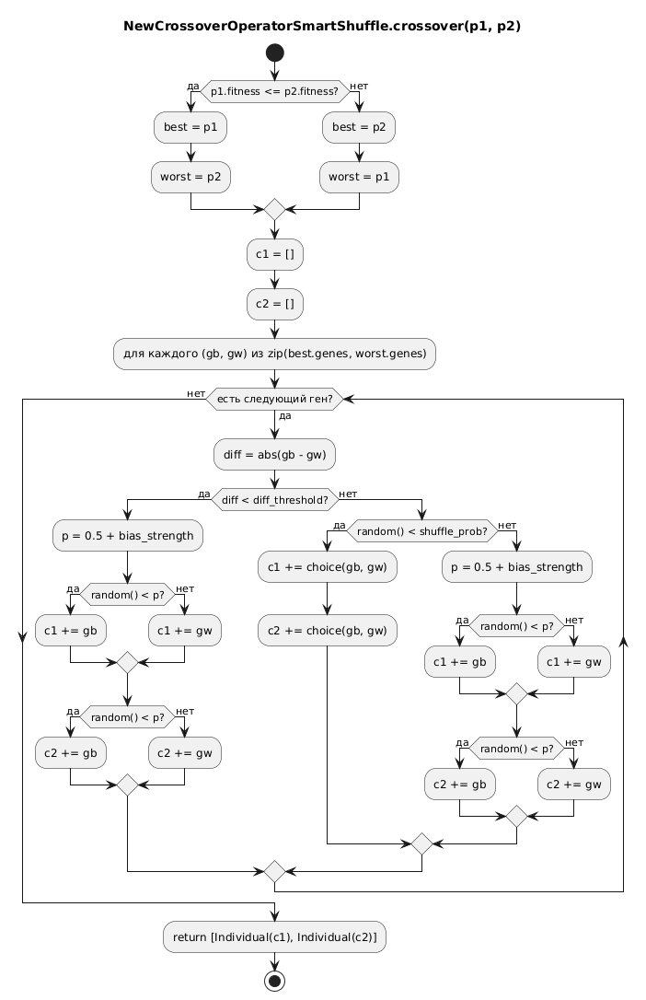 NewCrossoverOperatorSmartShuffle.crossover(p1, p2)
да
p1.fitness <= p2.fitness?
нет
best = p1
best = p2
worst = p2
worst = p1
c1 = []
c2 = []
для каждого (gb, gw) из zip(best.genes, worst.genes)
нет
есть следующий ген?
да
diff = abs(gb - gw)
да
diff < diff_threshold?
нет
p = 0.5 + bias_strength
да
random() < p?
нет
c1 += gb
c1 += gw
да
random() < p?
нет
c2 += gb
c2 += gw
да
random() < shuffle_prob?
нет
c1 += choice(gb, gw)
c2 += choice(gb, gw)
p = 0.5 + bias_strength
да
random() < p?
нет
c1 += gb
c1 += gw
да
random() < p?
нет
c2 += gb
c2 += gw
return [Individual(c1), Individual(c2)]